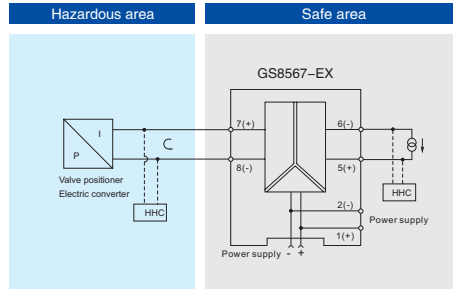 Hazardous area
Safe area
GS8567-EX
7(+)
6(-)
I
P
8(-)
5(+)
Valve positioner
Electric converter
HHC
HHC
2(-)
Power supply
1(+)
Power supply - +